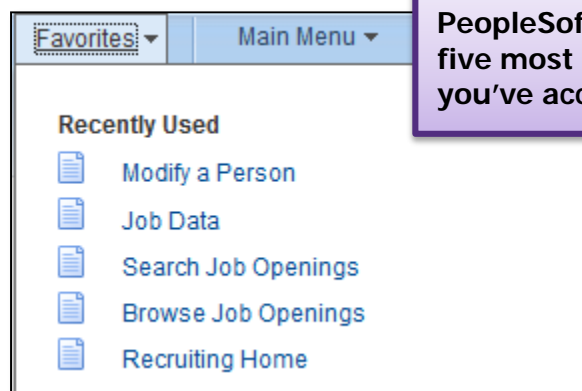 Favorites Main Menu
PeopleSof
five most
you've acc
Recently Used
Modify a Person
Job Data
Search Job Openings
Browse Job Openings
Recruiting Home